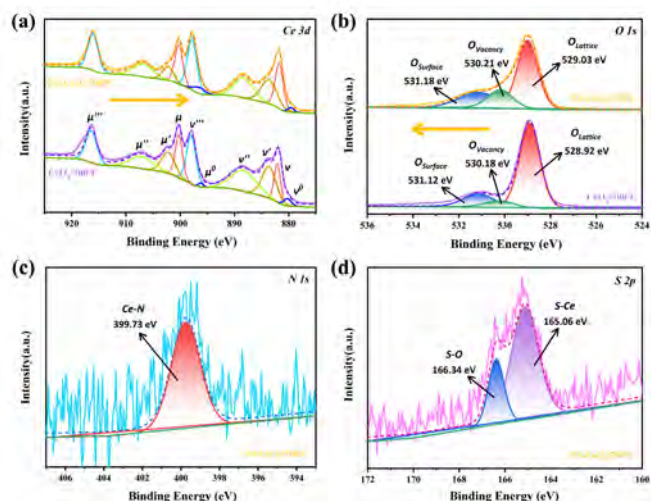 (a)
Ce 3d
Intensity(a.u.)
μ''' μ'' μ' μ ν''' μ⁰ ν'' ν' ν ν⁰
920 910 900 890 880
Binding Energy (eV)
(b)
O 1s
Intensity(a.u.)
O_Surface
531.18 eV
O_Vacancy
530.21 eV
O_Lattice
529.03 eV
O_Surface
531.12 eV
O_Vacancy
530.18 eV
O_Lattice
528.92 eV
536 534 532 530 528 526 524
Binding Energy (eV)
(c)
N 1s
Intensity(a.u.)
Ce-N
399.73 eV
406 404 402 400 398 396 394
Binding Energy (eV)
(d)
S 2p
Intensity(a.u.)
S-Ce
165.06 eV
S-O
166.34 eV
172 170 168 166 164 162 160
Binding Energy (eV)